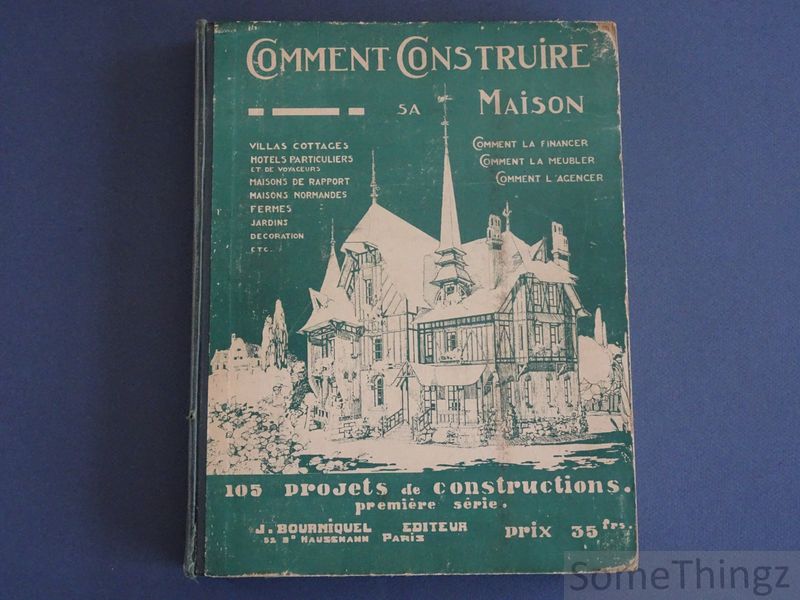 COMMENT CONSTRUIRE
SA MAISON
VILLAS COTTAGES
HOTELS PARTICULIERS
ET DE VOYAGEURS
MAISONS DE RAPPORT
MAISONS NORMANDES
FERMES
JARDINS
DECORATION
ETC.
COMMENT LA FINANCER
COMMENT LA MEUBLER
COMMENT L'AGENCER
105 PROJETS de CONSTRUCTIONS.
première série.
J. BOURNIQUEL EDITEUR
52 Bd HAUSSMANN PARIS
PRIX 35 frs.
SomeThingz